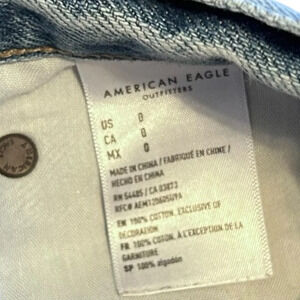 AMERICAN EAGLE
OUTFITTERS
US 0
CA 0
MX 0
MADE IN CHINA / FABRIQUÉ EN CHINE /
HECHO EN CHINA
RN 54485 / CA 03873
EN 100% COTTON, EXCLUSIVE OF
DECORATION
FR 100% COTON, À L'EXCEPTION DE LA
GARNITURE
SP 100% algodón